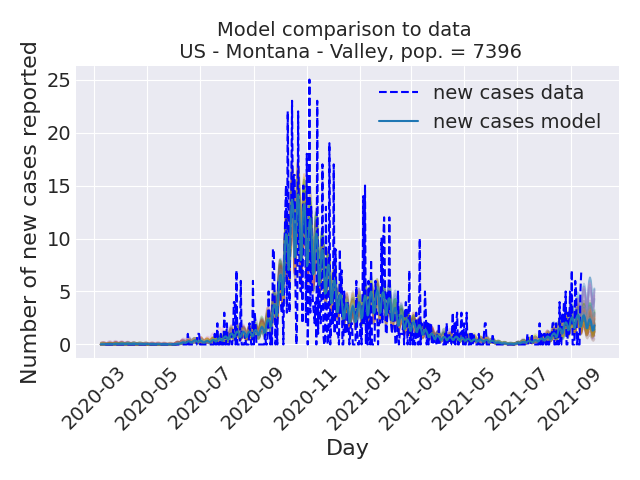 Model comparison to data
US - Montana - Valley, pop. = 7396
Number of new cases reported
25
20
15
10
5
0
new cases data
new cases model
2020-03
2020-05
2020-07
2020-09
2020-11
2021-01
2021-03
2021-05
2021-07
2021-09
Day